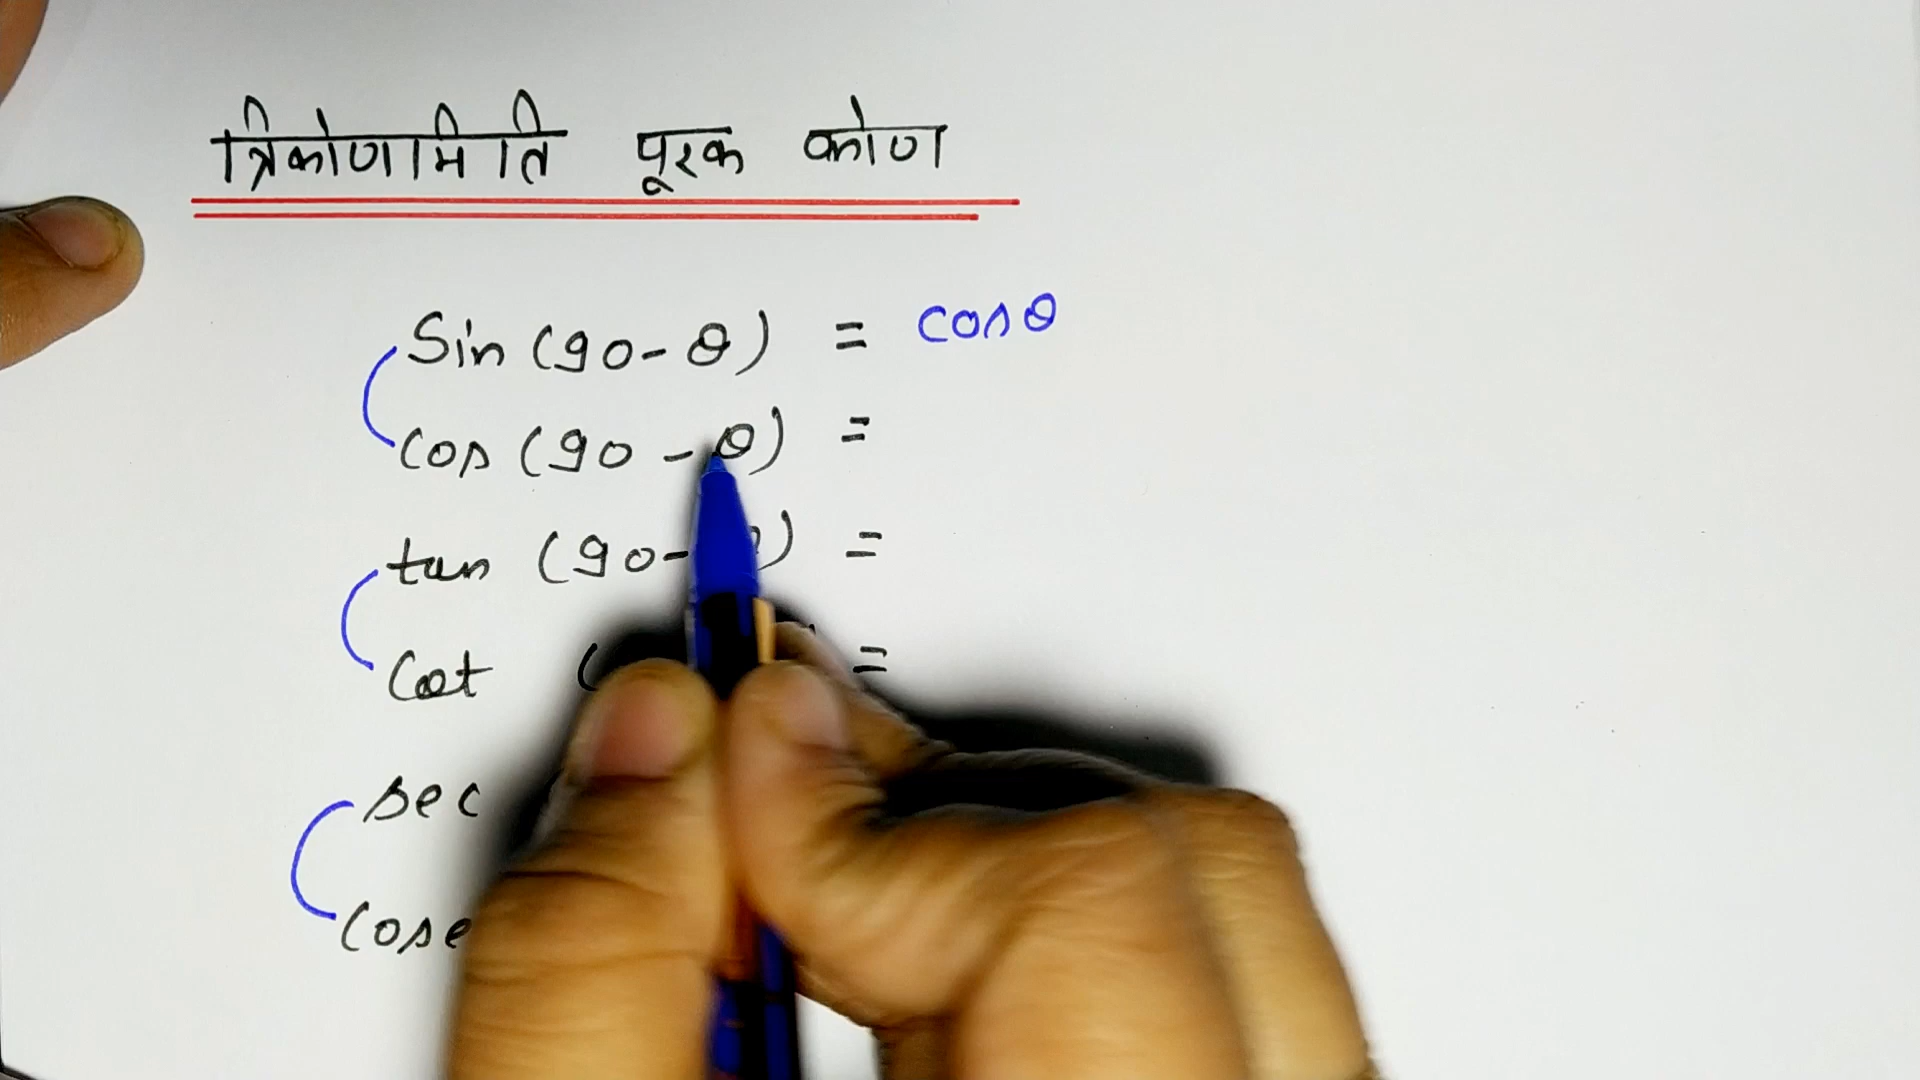 त्रिकोणमिति पूरक कोण
Sin (90-θ) = cosθ
cos (90-θ) =
tan (90- ) =
Cot ( =
sec
cose